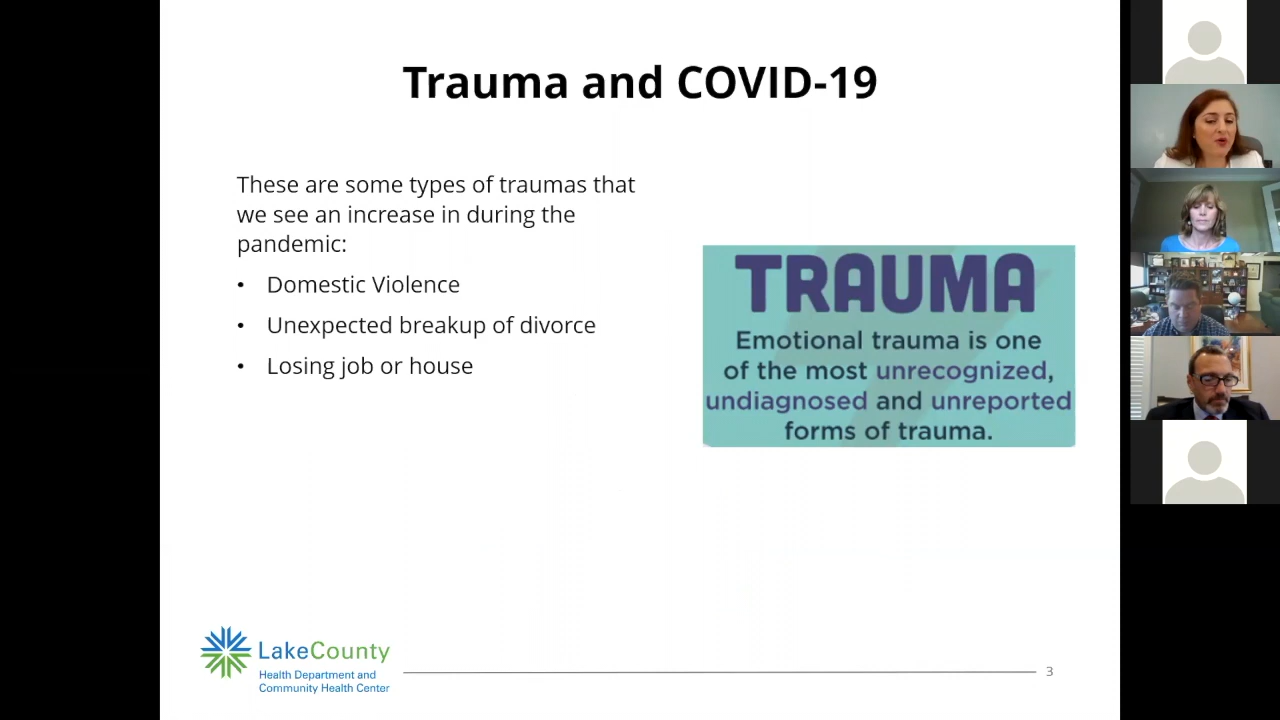 Trauma and COVID-19
These are some types of traumas that
we see an increase in during the
pandemic:
• Domestic Violence
• Unexpected breakup of divorce
• Losing job or house
TRAUMA
Emotional trauma is one
of the most unrecognized,
undiagnosed and unreported
forms of trauma.
LakeCounty
Health Department and
Community Health Center
3